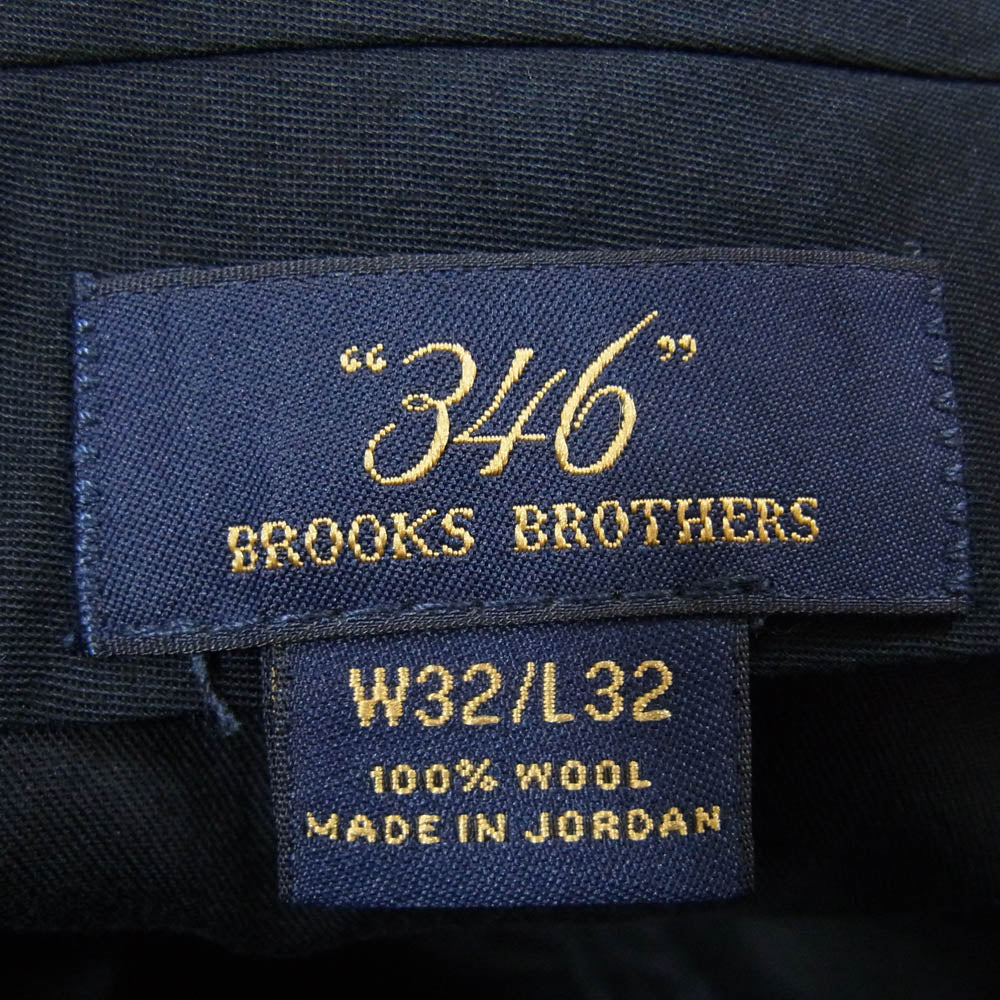 “346”
BROOKS BROTHERS
W32/L32
100% WOOL
MADE IN JORDAN